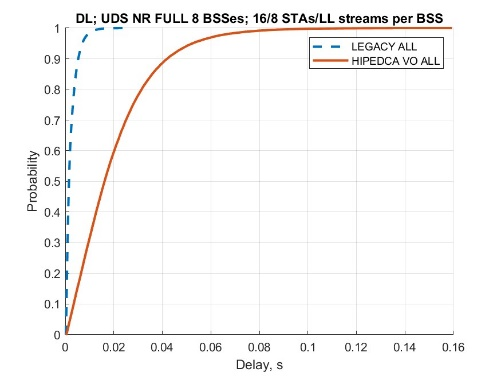 DL; UDS NR FULL 8 BSSes; 16/8 STAs/LL streams per BSS
LEGACY ALL
HIPEDCA VO ALL
Probability
1
0.9
0.8
0.7
0.6
0.5
0.4
0.3
0.2
0.1
0
0 0.02 0.04 0.06 0.08 0.1 0.12 0.14 0.16
Delay, s